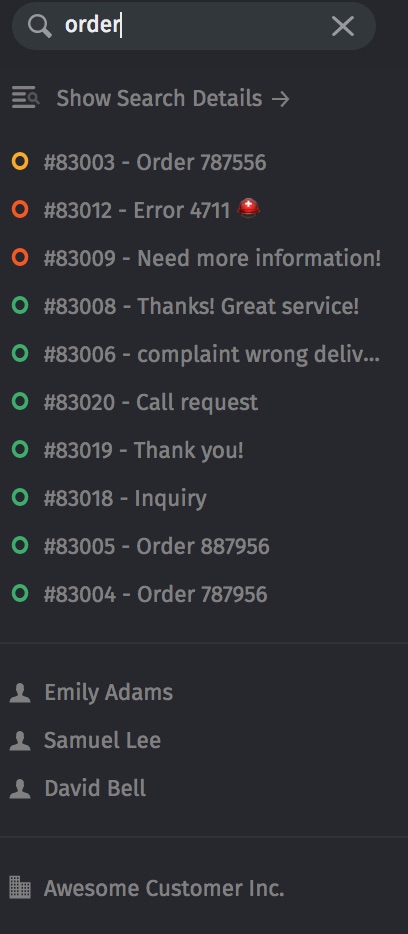 order
Show Search Details →
#83003 - Order 787556
#83012 - Error 4711 ⛑️
#83009 - Need more information!
#83008 - Thanks! Great service!
#83006 - complaint wrong deliv...
#83020 - Call request
#83019 - Thank you!
#83018 - Inquiry
#83005 - Order 887956
#83004 - Order 787956
Emily Adams
Samuel Lee
David Bell
Awesome Customer Inc.